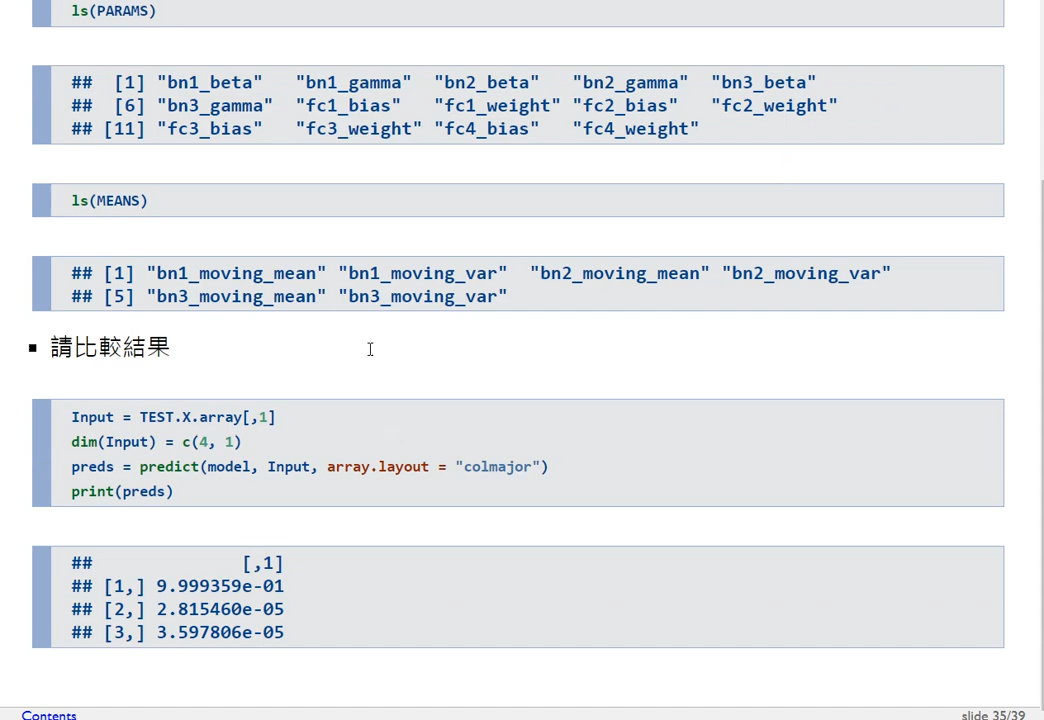 ls(PARAMS)
##  [1] "bn1_beta"   "bn1_gamma"  "bn2_beta"   "bn2_gamma"  "bn3_beta"
##  [6] "bn3_gamma"  "fc1_bias"   "fc1_weight" "fc2_bias"   "fc2_weight"
## [11] "fc3_bias"   "fc3_weight" "fc4_bias"   "fc4_weight"
ls(MEANS)
## [1] "bn1_moving_mean" "bn1_moving_var"  "bn2_moving_mean" "bn2_moving_var"
## [5] "bn3_moving_mean" "bn3_moving_var"
▪ 請比較結果
Input = TEST.X.array[,1]
dim(Input) = c(4, 1)
preds = predict(model, Input, array.layout = "colmajor")
print(preds)
##              [,1]
## [1,] 9.999359e-01
## [2,] 2.815460e-05
## [3,] 3.597806e-05
Contents
slide 35/39